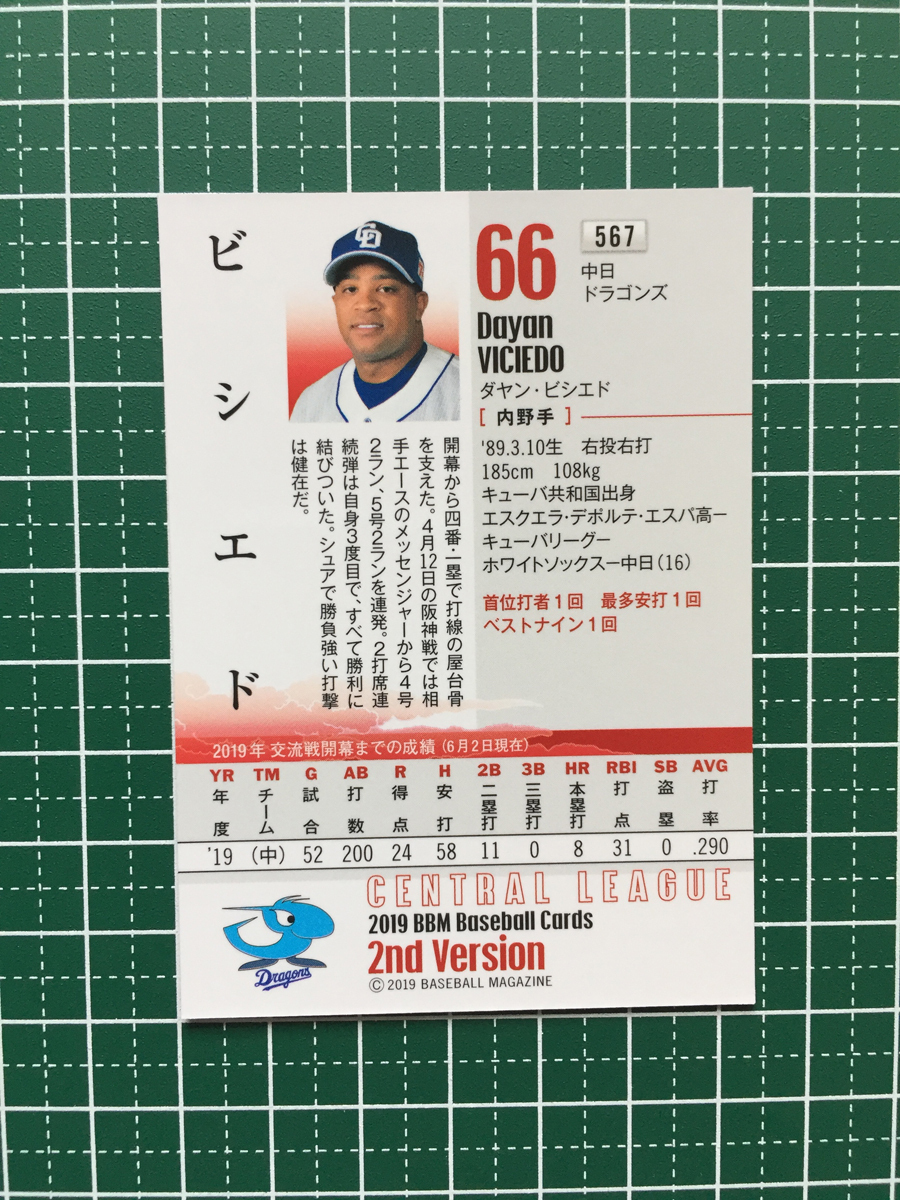 ビシエド
CD
66
567
中日
ドラゴンズ
Dayan
VICIEDO
ダヤン・ビシエド
[ 内野手 ]
'89.3.10生 右投右打
185cm 108kg
キューバ共和国出身
エスクエラ・デポルテ・エスパ高ー
キューバリーグー
ホワイトソックスー中日(16)
首位打者1回 最多安打1回
ベストナイン1回
開幕から四番・一塁で打線の屋台骨
を支えた。4月12日の阪神戦では相
手エースのメッセンジャーから4号
2ラン、5号2ランを連発。2打席連
続弾は自身3度目で、すべて勝利に
結びついた。シュアで勝負強い打撃
は健在だ。
2019年 交流戦開幕までの成績 (6月2日現在)
YR TM G AB R H 2B 3B HR RBI SB AVG
年度 チーム 試合 打数 得点 安打 二塁打 三塁打 本塁打 打点 盗塁 打率
'19 (中) 52 200 24 58 11 0 8 31 0 .290
CENTRAL LEAGUE
2019 BBM Baseball Cards
2nd Version
© 2019 BASEBALL MAGAZINE
Dragons